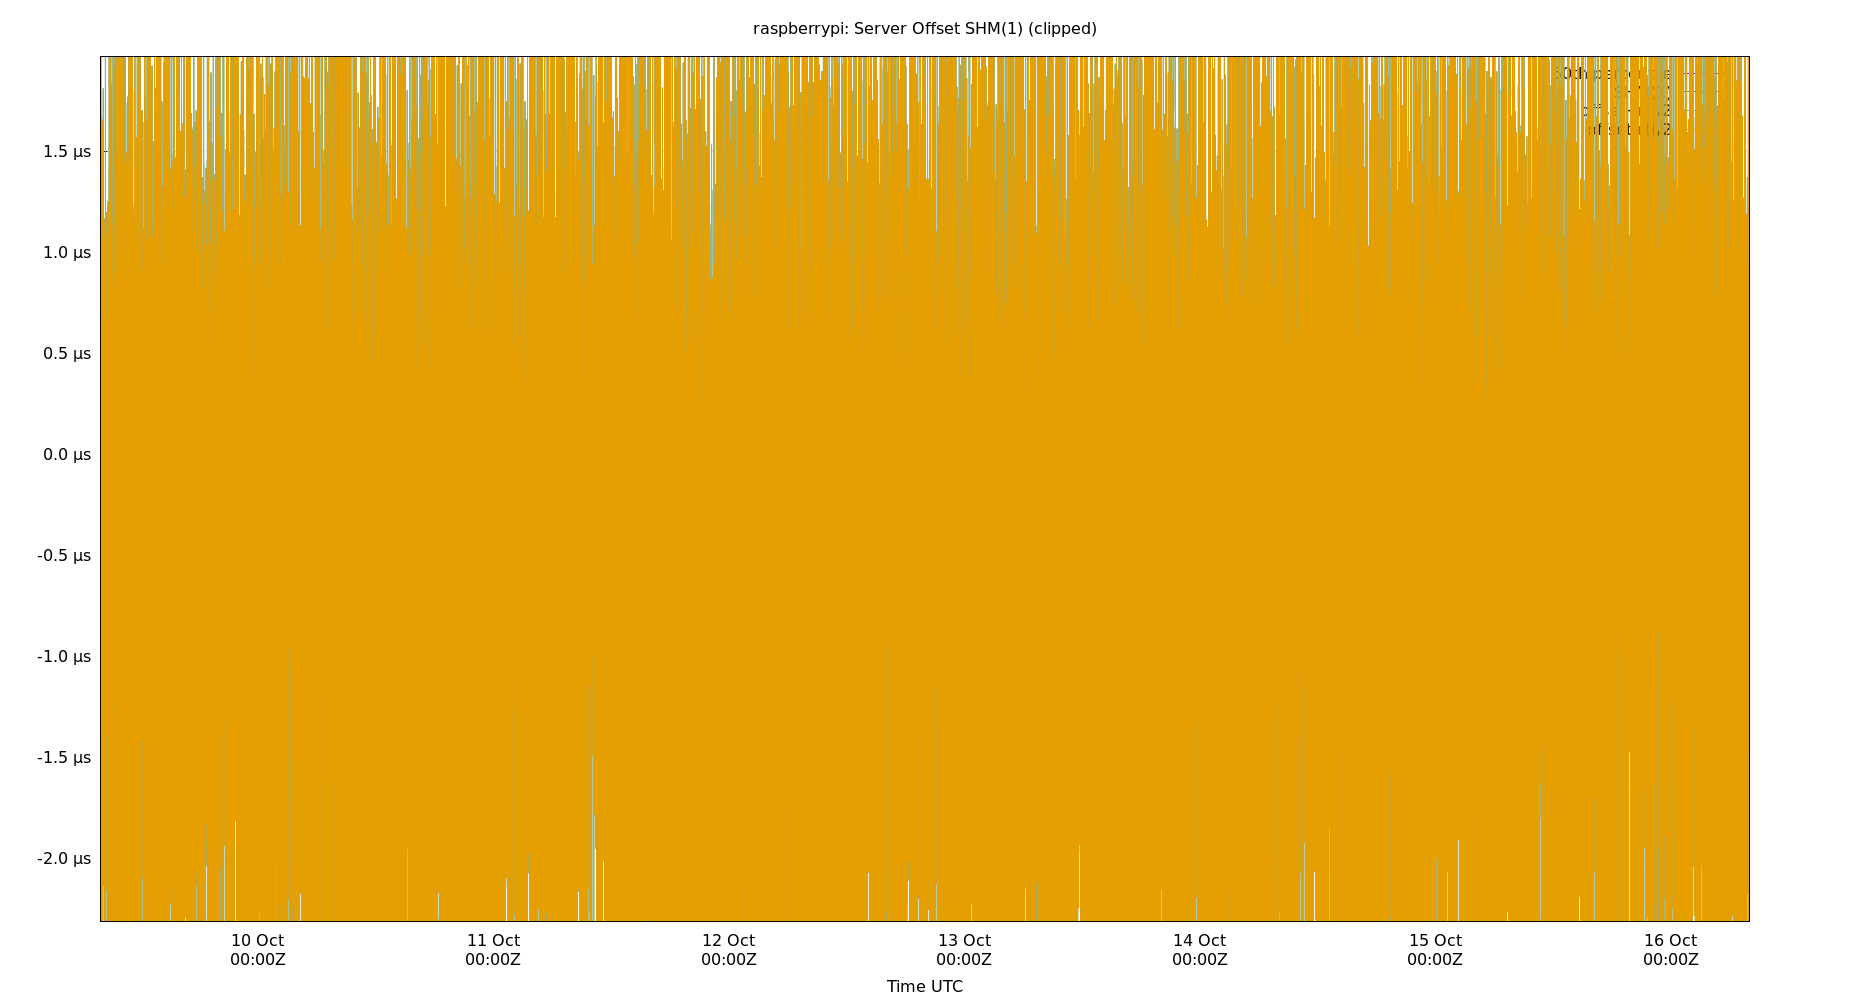 raspberrypi: Server Offset SHM(1) (clipped)
1.5 µs
1.0 µs
0.5 µs
0.0 µs
-0.5 µs
-1.0 µs
-1.5 µs
-2.0 µs
10 Oct 11 Oct 12 Oct 13 Oct 14 Oct 15 Oct 16 Oct
00:00Z 00:00Z 00:00Z 00:00Z 00:00Z 00:00Z 00:00Z
Time UTC